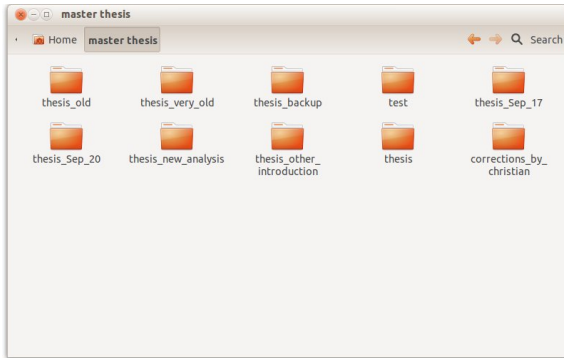 master thesis
Home master thesis Search
thesis_old thesis_very_old thesis_backup test thesis_Sep_17
thesis_Sep_20 thesis_new_analysis thesis_other_ thesis corrections_by_
introduction christian